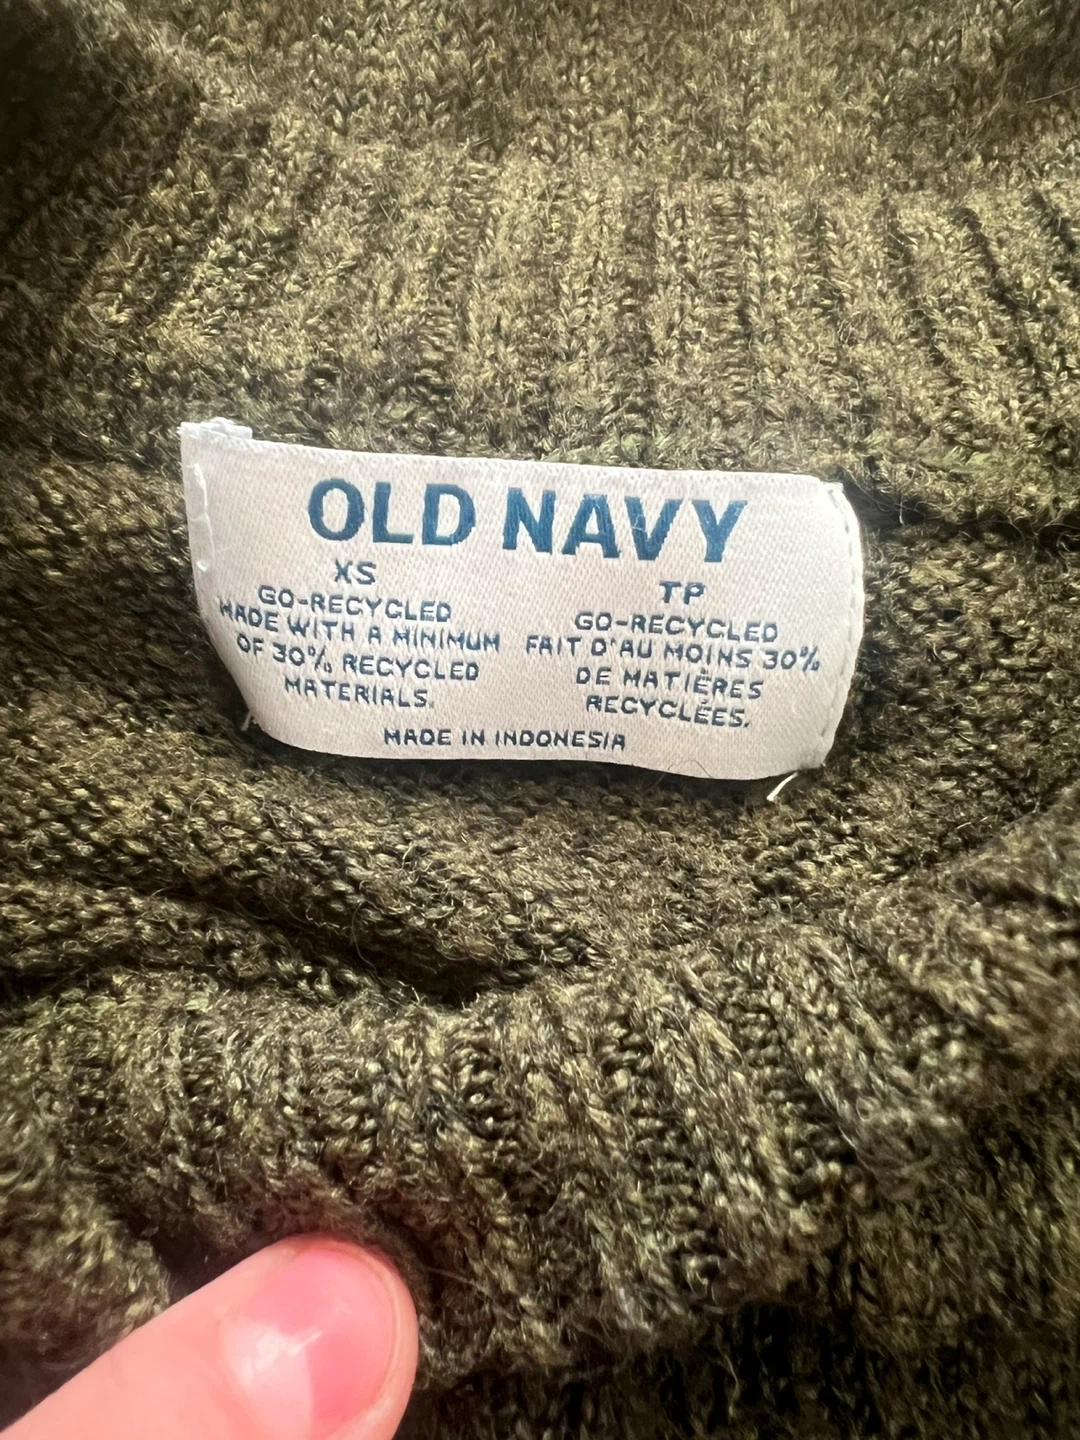 OLD NAVY
XS
GO-RECYCLED
MADE WITH A MINIMUM
OF 30% RECYCLED
MATERIALS.
TP
GO-RECYCLED
FAIT D'AU MOINS 30%
DE MATIÈRES
RECYCLÉES.
MADE IN INDONESIA